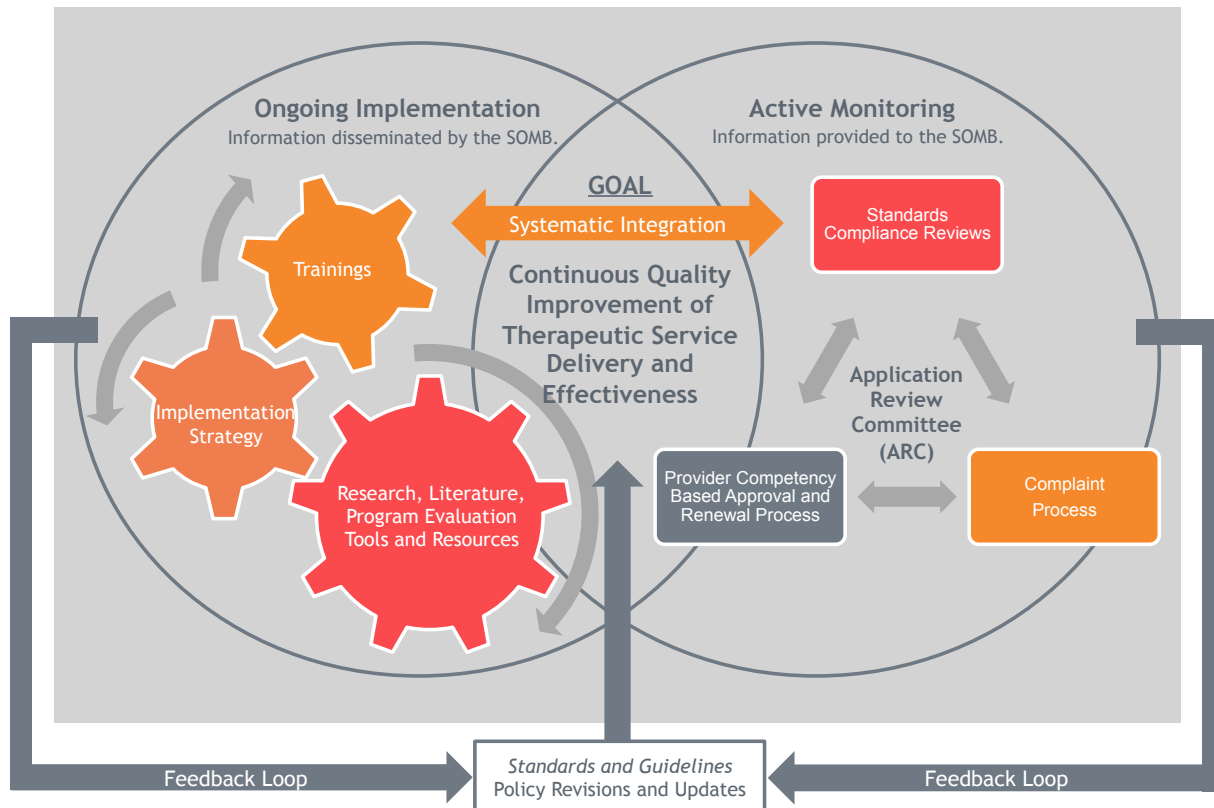 Ongoing Implementation
Information disseminated by the SOMB.
Active Monitoring
Information provided to the SOMB.
GOAL
Systematic Integration
Continuous Quality
Improvement of
Therapeutic Service
Delivery and
Effectiveness
Trainings
Implementation
Strategy
Research, Literature,
Program Evaluation
Tools and Resources
Standards
Compliance Reviews
Application
Review
Committee
(ARC)
Provider Competency
Based Approval and
Renewal Process
Complaint
Process
Feedback Loop
Standards and Guidelines
Policy Revisions and Updates
Feedback Loop